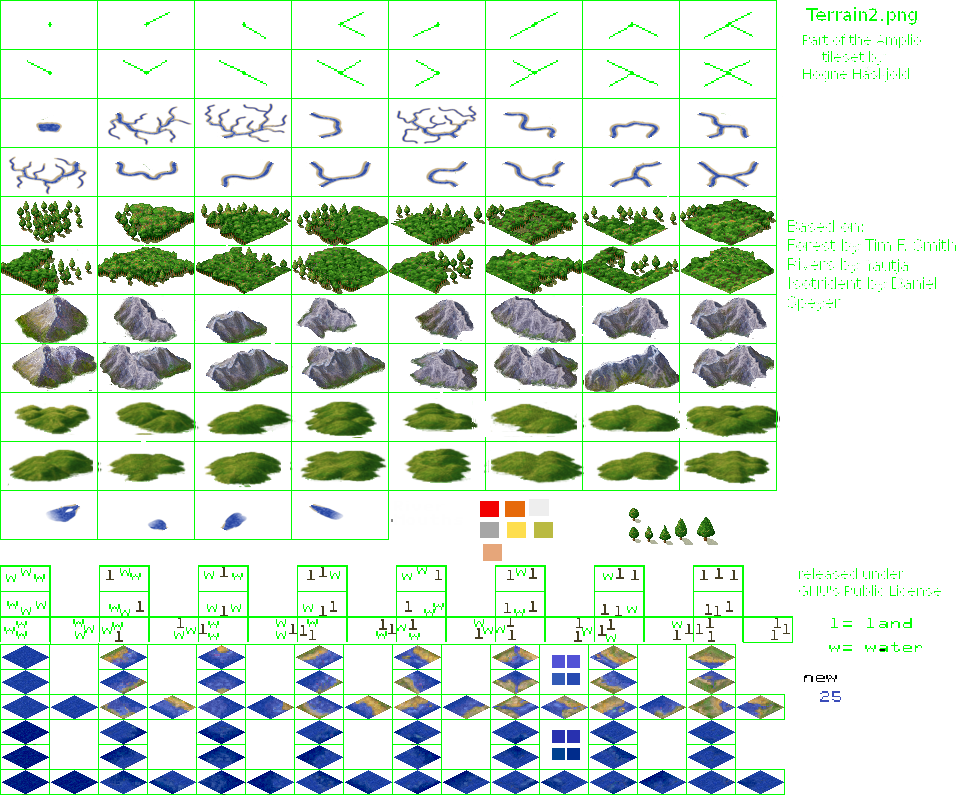 Terrain2.png
Part of the Amplio
tileset by
Hogne Håskjold
Based on:
Forest by Tim F. Smith
Rivers by nautja
Isotrident by Daniel
Speyer
w w w l w w w l w l l w w w l l w l w l l l l l
w w w w w l w l w w l l l w w l w l l l w l l l
released under
GNU's Public License
l= land
w= water
new
25